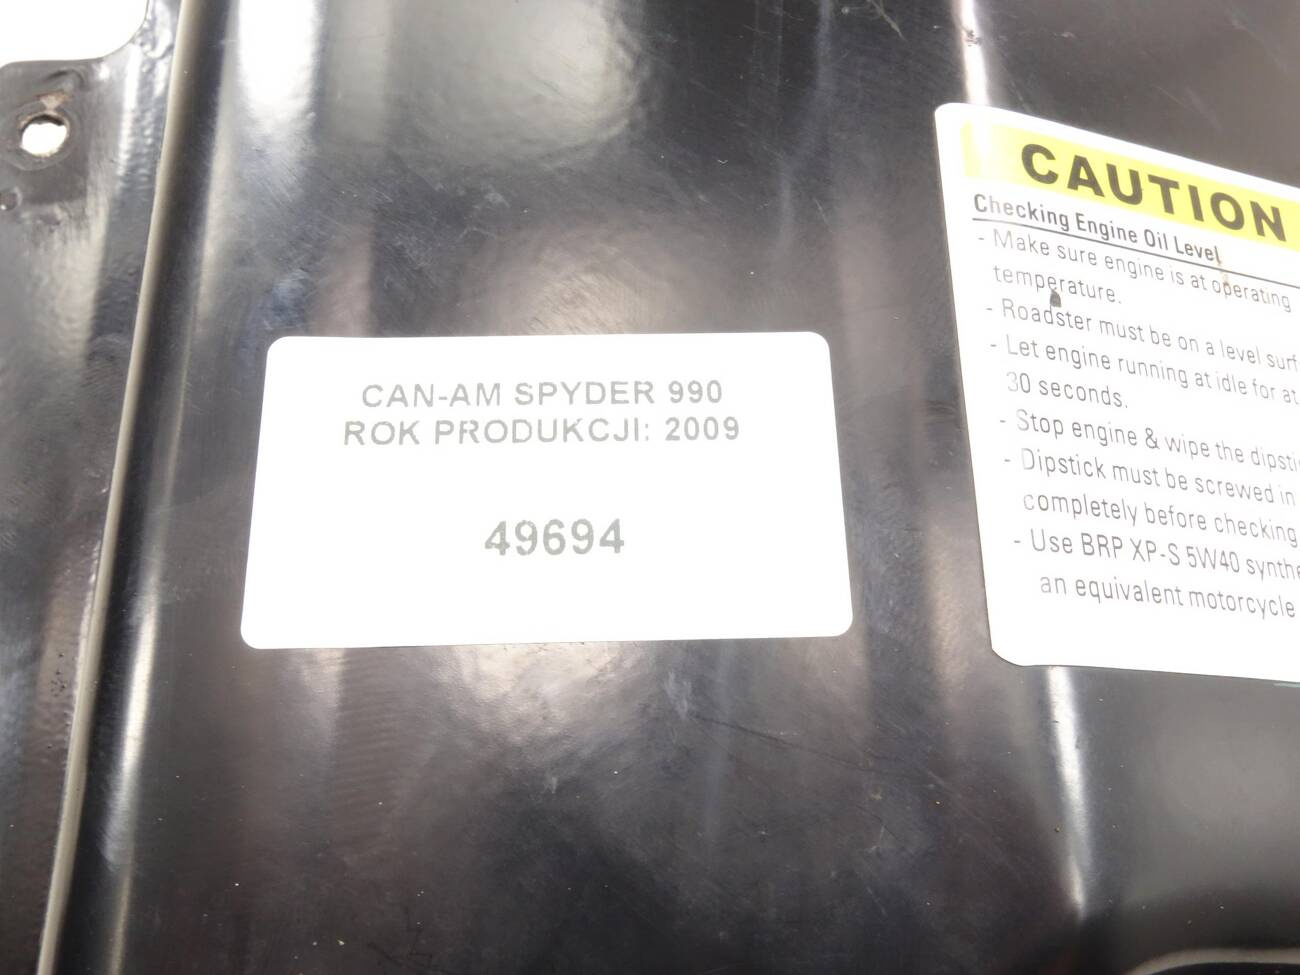 CAN-AM SPYDER 990
ROK PRODUKCJI: 2009
49694
CAUTION
Checking Engine Oil Level
- Make sure engine is at operating
temperature.
- Roadster must be on a level
- Let engine running at idle for at
30 seconds.
- Stop engine & wipe the
- Dipstick must be screwed in
completely before checking
- Use BRP XP-S 5W40
an equivalent motorcycle